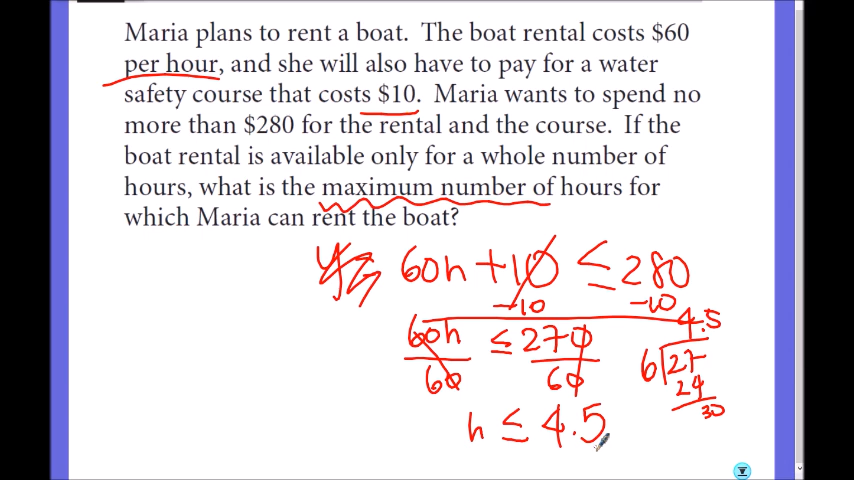 Maria plans to rent a boat. The boat rental costs $60
per hour, and she will also have to pay for a water
safety course that costs $10. Maria wants to spend no
more than $280 for the rental and the course. If the
boat rental is available only for a whole number of
hours, what is the maximum number of hours for
which Maria can rent the boat?
60h + 10 ≤ 280
-10 -10
60h ≤ 270
60 60
4.5
6 27
24
30
h ≤ 4.5